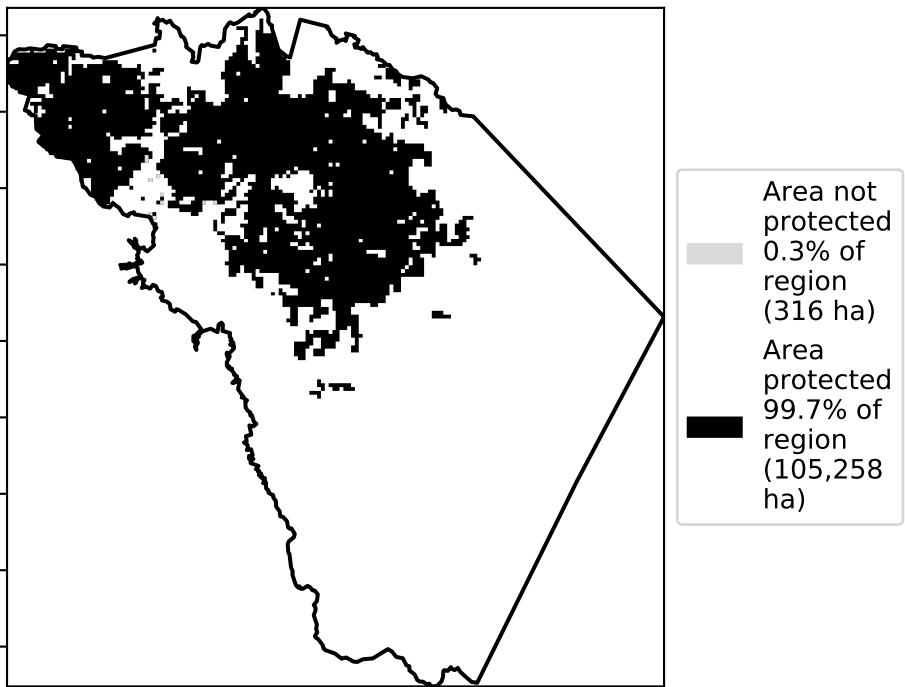 Area not
protected
0.3% of
region
(316 ha)
Area
protected
99.7% of
region
(105,258
ha)